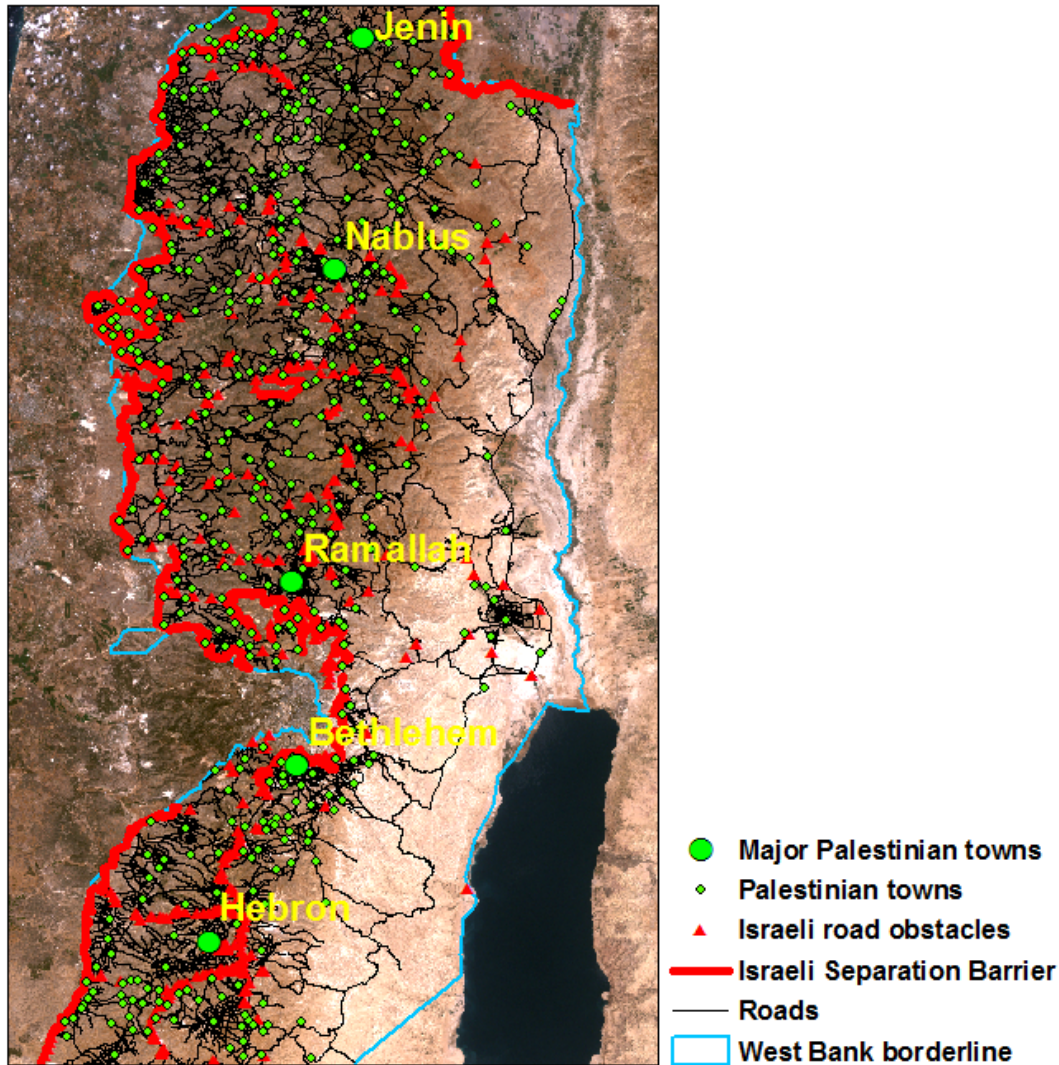 Jenin
Nablus
Ramallah
Bethlehem
Hebron
Major Palestinian towns
Palestinian towns
Israeli road obstacles
Israeli Separation Barrier
Roads
West Bank borderline